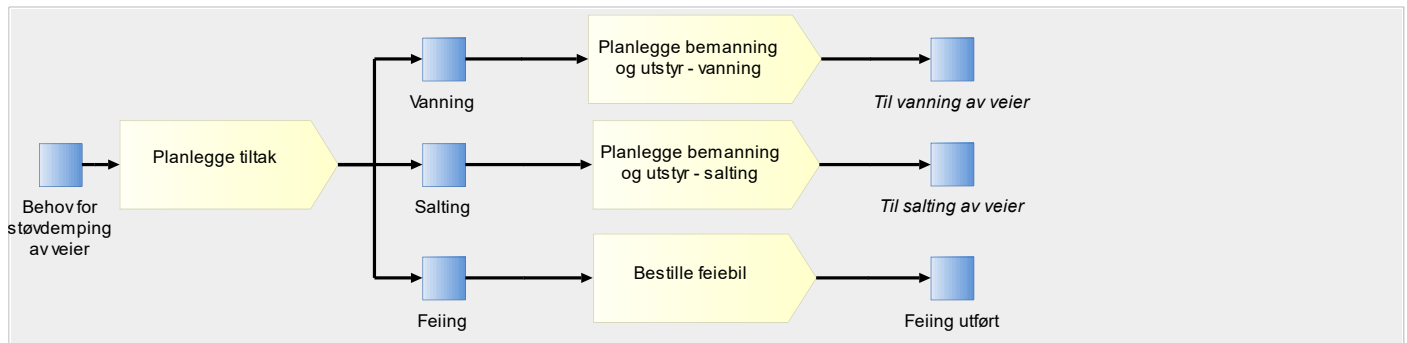 Planlegge bemanning
og utstyr - vanning
Vanning
Til vanning av veier
Planlegge tiltak
Planlegge bemanning
og utstyr - salting
Behov for
støvdemping
av veier
Salting
Til salting av veier
Bestille feiebil
Feiing
Feiing utført